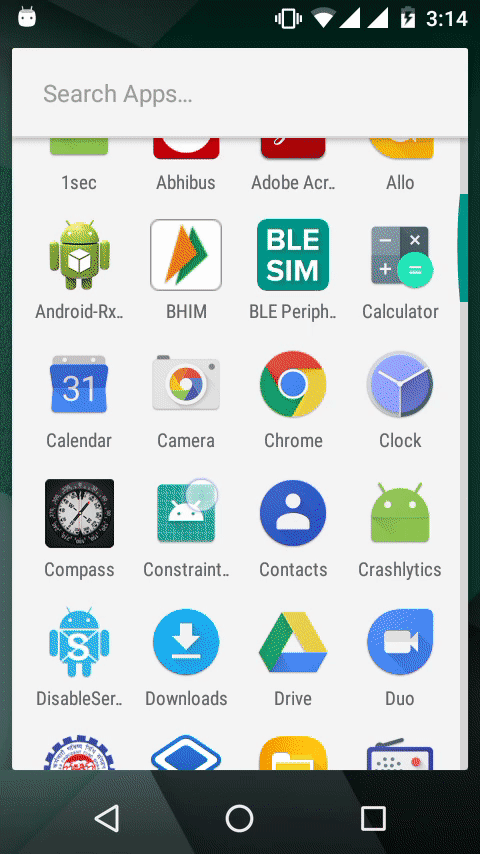 3:14
Search Apps...
1sec Abhibus Adobe Acr.. Allo
BLE
SIM
Android-Rx.. BHIM BLE Periph.. Calculator
31
Calendar Camera Chrome Clock
Compass Constraint.. Contacts Crashlytics
S
DisableSer.. Downloads Drive Duo